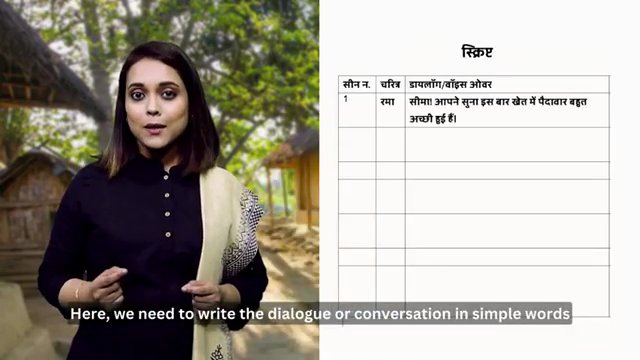 स्क्रिप्ट
सीन न. चरित्र डायलॉग/वॉइस ओवर
1 रमा सीमा! आपने सुना इस बार खेत में पैदावार बहुत
अच्छी हुई हैं।
Here, we need to write the dialogue or conversation in simple words